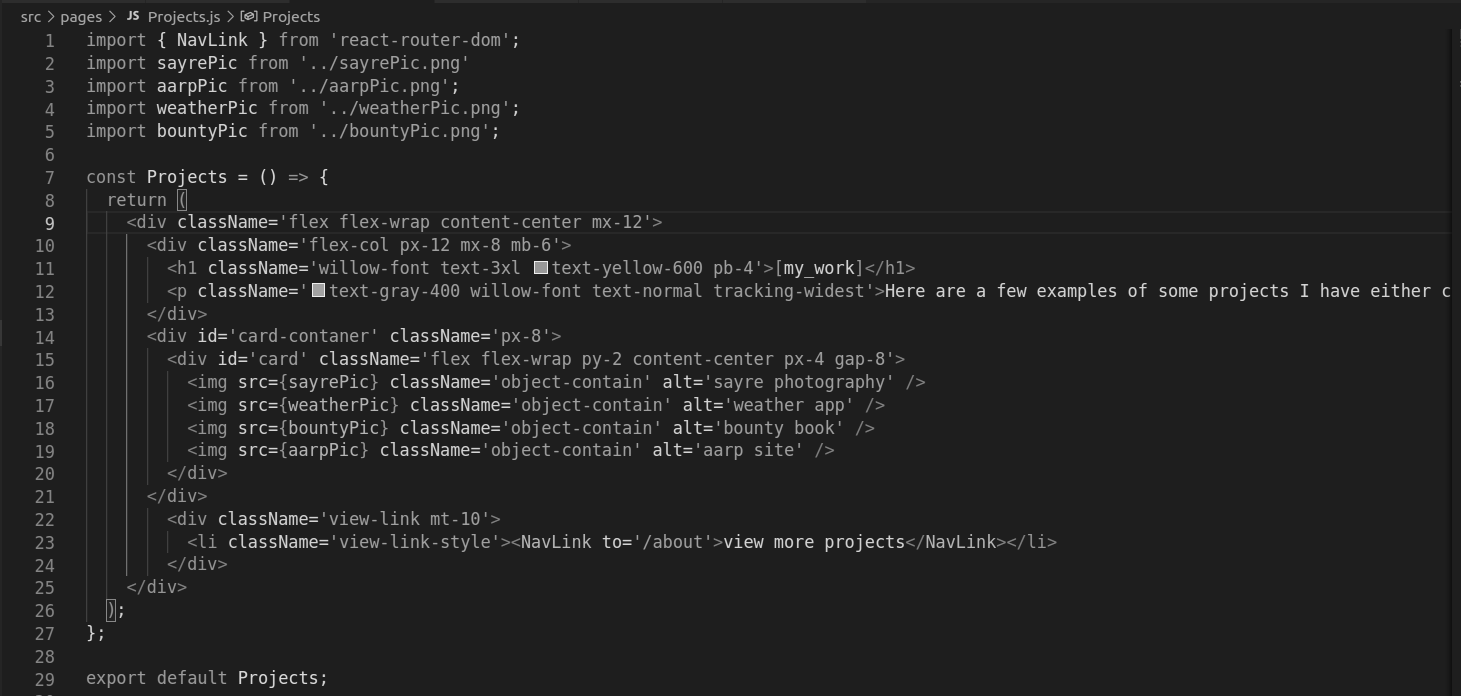 src > pages > JS Projects.js > Projects
1 import { NavLink } from 'react-router-dom';
2 import sayrePic from '../sayrePic.png'
3 import aarpPic from '../aarpPic.png';
4 import weatherPic from '../weatherPic.png';
5 import bountyPic from '../bountyPic.png';
6
7 const Projects = () => {
8   return (
9     <div className='flex flex-wrap content-center mx-12'>
10       <div className='flex-col px-12 mx-8 mb-6'>
11         <h1 className='willow-font text-3xl text-yellow-600 pb-4'>[my_work]</h1>
12         <p className='text-gray-400 willow-font text-normal tracking-widest'>Here are a few examples of some projects I have either c
13       </div>
14       <div id='card-contaner' className='px-8'>
15         <div id='card' className='flex flex-wrap py-2 content-center px-4 gap-8'>
16           <img src={sayrePic} className='object-contain' alt='sayre photography' />
17           <img src={weatherPic} className='object-contain' alt='weather app' />
18           <img src={bountyPic} className='object-contain' alt='bounty book' />
19           <img src={aarpPic} className='object-contain' alt='aarp site' />
20         </div>
21       </div>
22         <div className='view-link mt-10'>
23           <li className='view-link-style'><NavLink to='/about'>view more projects</NavLink></li>
24         </div>
25     </div>
26   );
27 };
28
29 export default Projects;